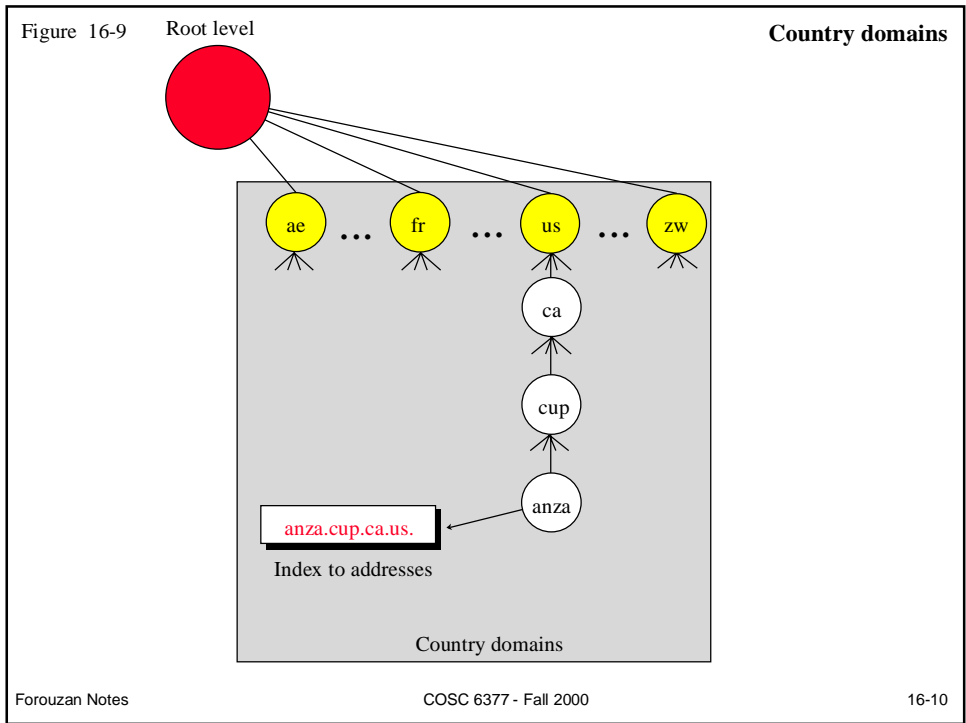 Figure 16-9 Root level Country domains
ae ... fr ... us ... zw
ca
cup
anza
anza.cup.ca.us.
Index to addresses
Country domains
Forouzan Notes COSC 6377 - Fall 2000 16-10